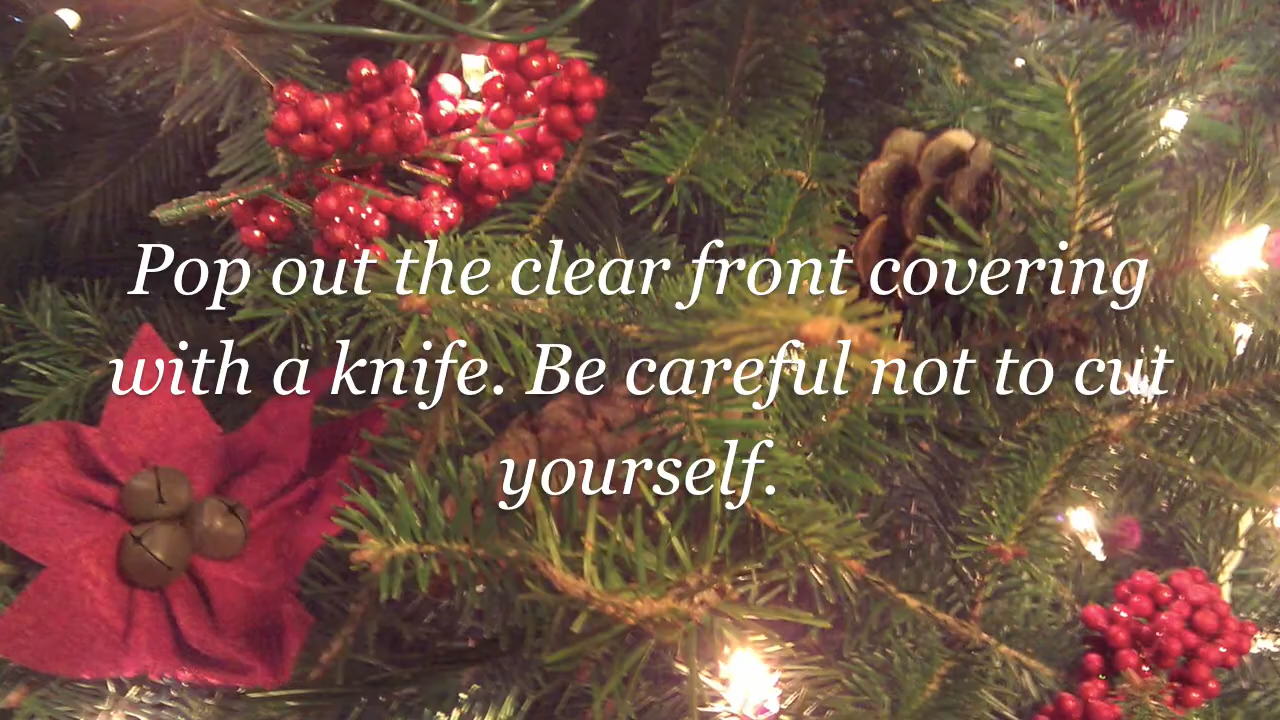 Pop out the clear front covering
with a knife. Be careful not to cut
yourself.